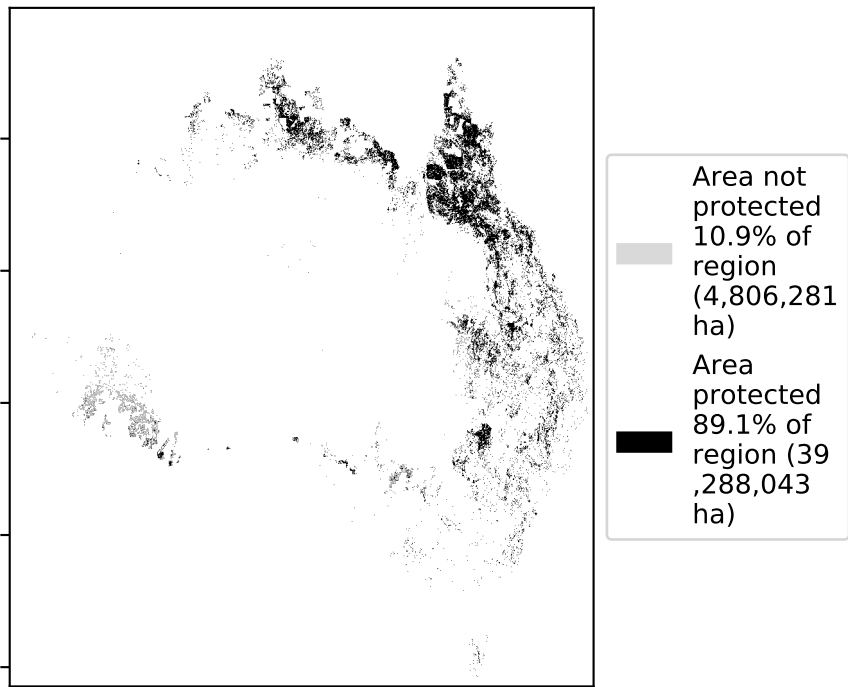 Area not
protected
10.9% of
region
(4,806,281
ha)
Area
protected
89.1% of
region (39
,288,043
ha)